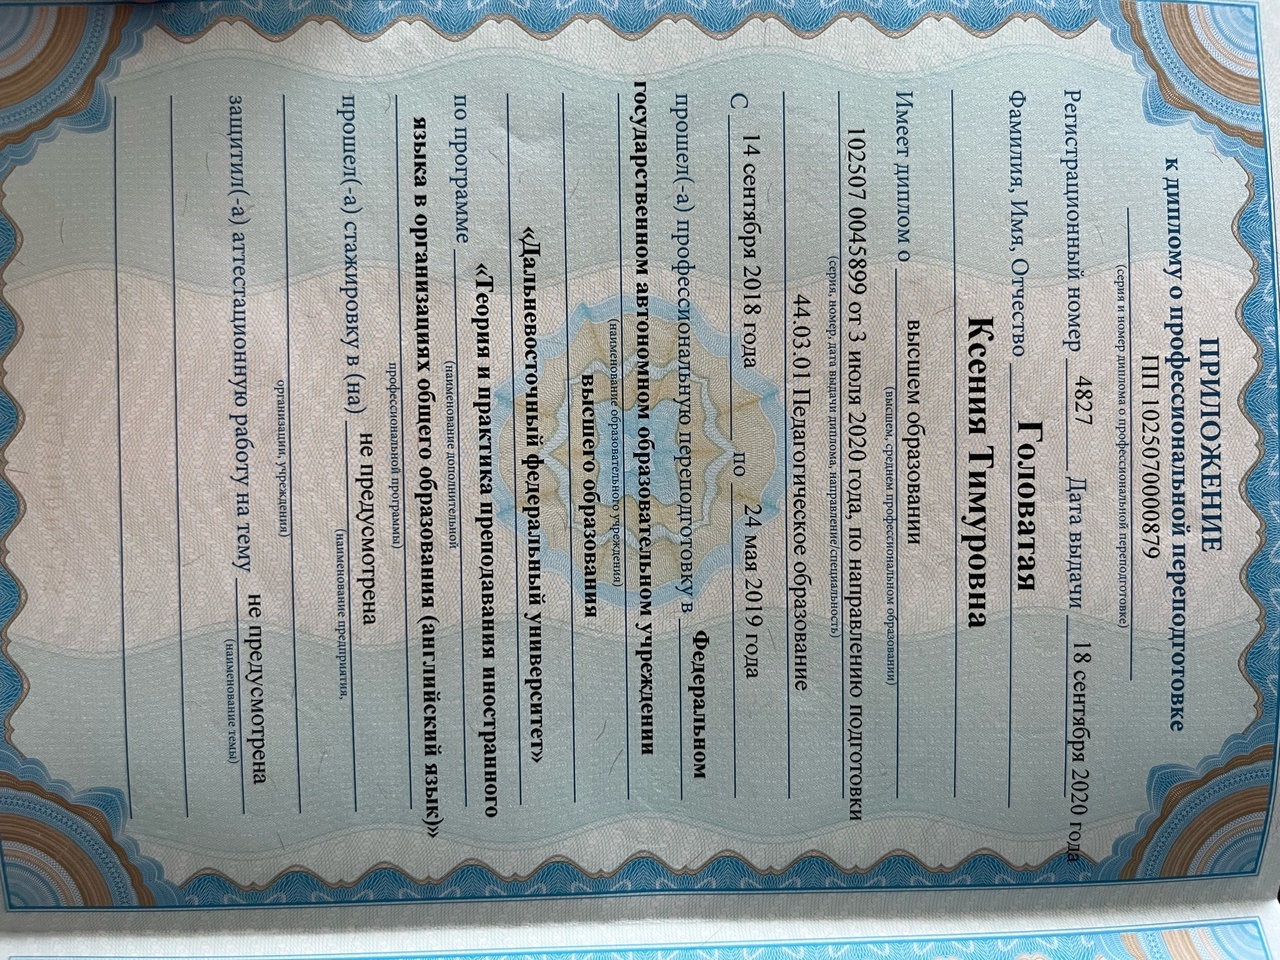 ПРИЛОЖЕНИЕ
к диплому о профессиональной переподготовке
ПП 1025070000879
(серия и номер диплома о профессиональной переподготовке)
Регистрационный номер 4827 Дата выдачи 18 сентября 2020 года
Фамилия, Имя, Отчество Головатая
Ксения Тимуровна
Имеет диплом о высшем образовании
(высшем, среднем профессиональном образовании)
102507 0045899 от 3 июля 2020 года, по направлению подготовки
(серия, номер, дата выдачи диплома, направление/специальность)
44.03.01 Педагогическое образование
С 14 сентября 2018 года по 24 мая 2019 года
прошел(-а) профессиональную переподготовку в Федеральном
государственном автономном образовательном учреждении
(наименование образовательного учреждения)
высшего образования
«Дальневосточный федеральный университет»
по программе «Теория и практика преподавания иностранного
(наименование дополнительной
языка в организациях общего образования (английский язык)»
профессиональной программы)
прошел(-а) стажировку в (на) не предусмотрена
(наименование предприятия,
организации, учреждения)
защитил(-а) аттестационную работу на тему не предусмотрена
(наименование темы)